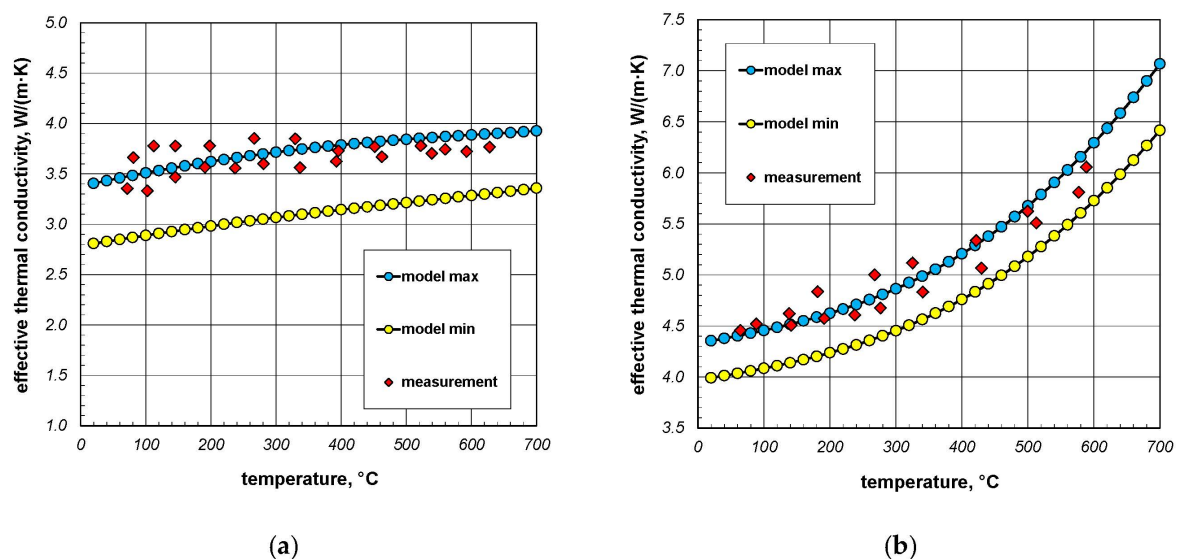 5.0
4.5
4.0
3.5
3.0
2.5
2.0
1.5
1.0
effective thermal conductivity, W/(m·K)
model max
model min
measurement
0 100 200 300 400 500 600 700
temperature, °C
(a)
7.5
7.0
6.5
6.0
5.5
5.0
4.5
4.0
3.5
effective thermal conductivity, W/(m·K)
model max
model min
measurement
0 100 200 300 400 500 600 700
temperature, °C
(b)